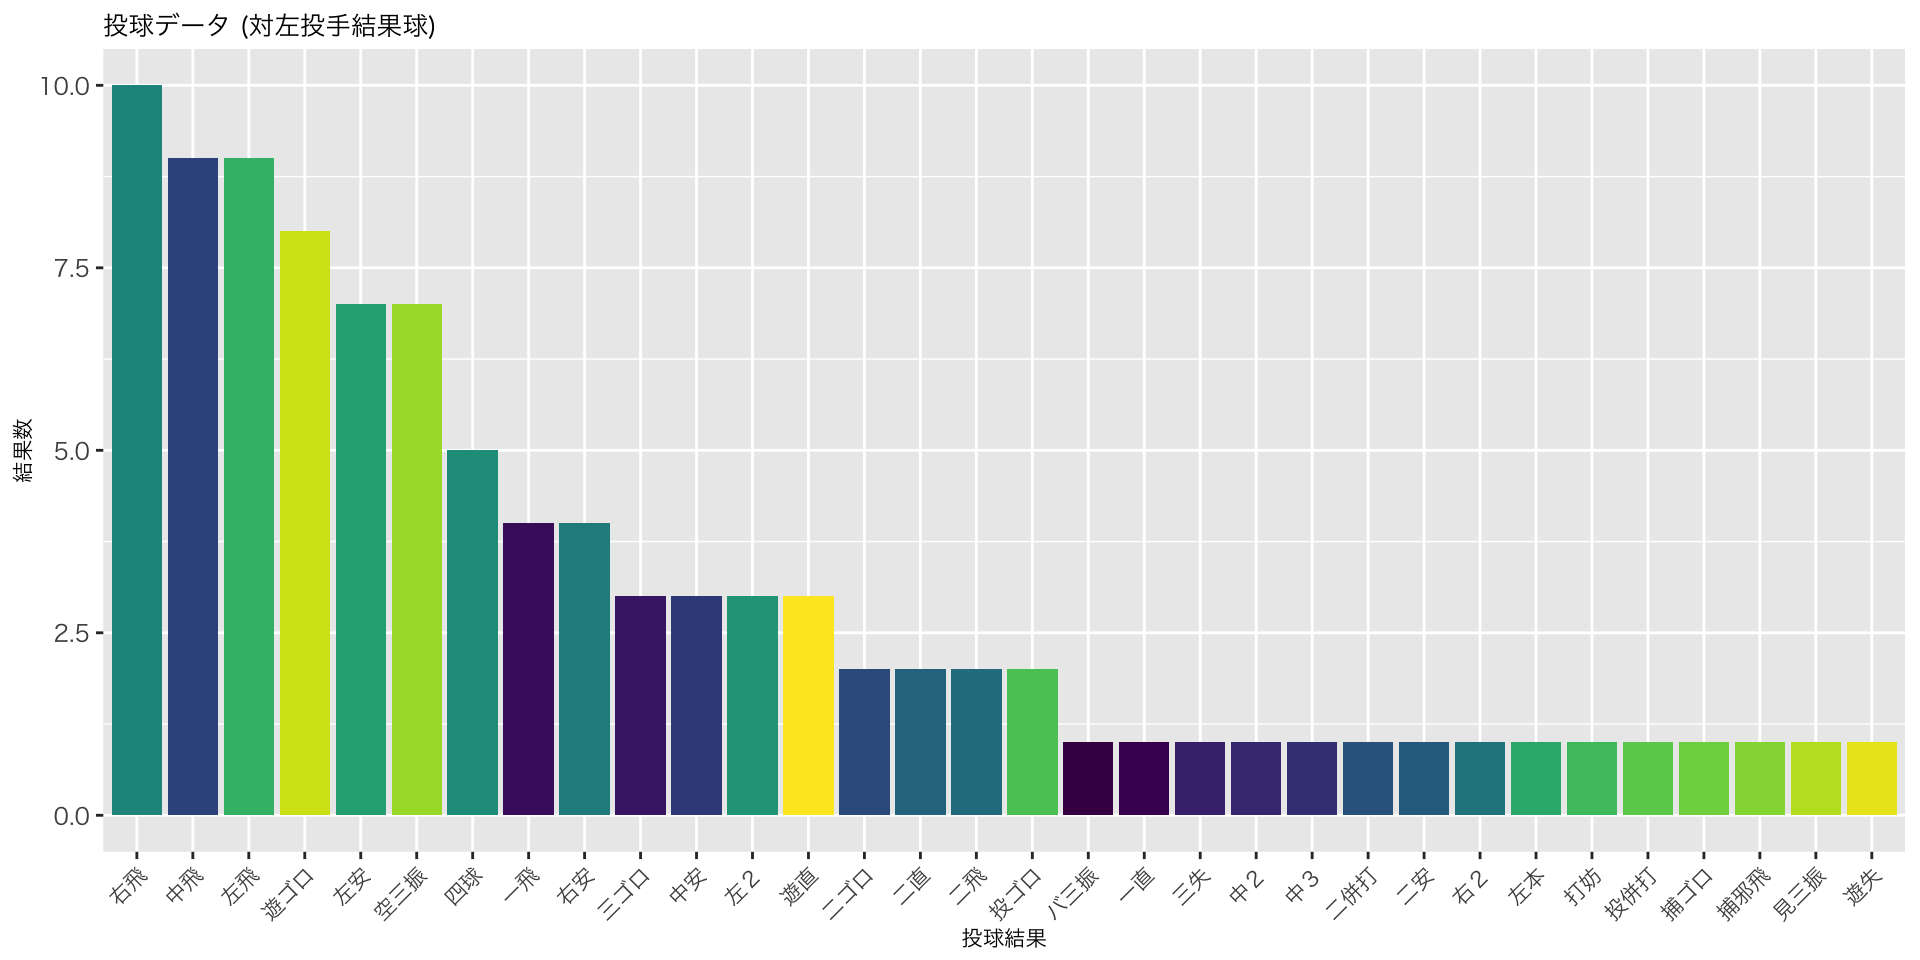 投球データ (対左投手結果球)
結果数
10.0
7.5
5.0
2.5
0.0
右飛
中飛
左飛
遊ゴロ
左安
空三振
四球
一飛
右安
三ゴロ
中安
左２
遊直
二ゴロ
二直
二飛
投ゴロ
バ三振
一直
三失
中２
中３
二併打
二安
右２
左本
打妨
投併打
捕ゴロ
捕邪飛
見三振
遊失
投球結果